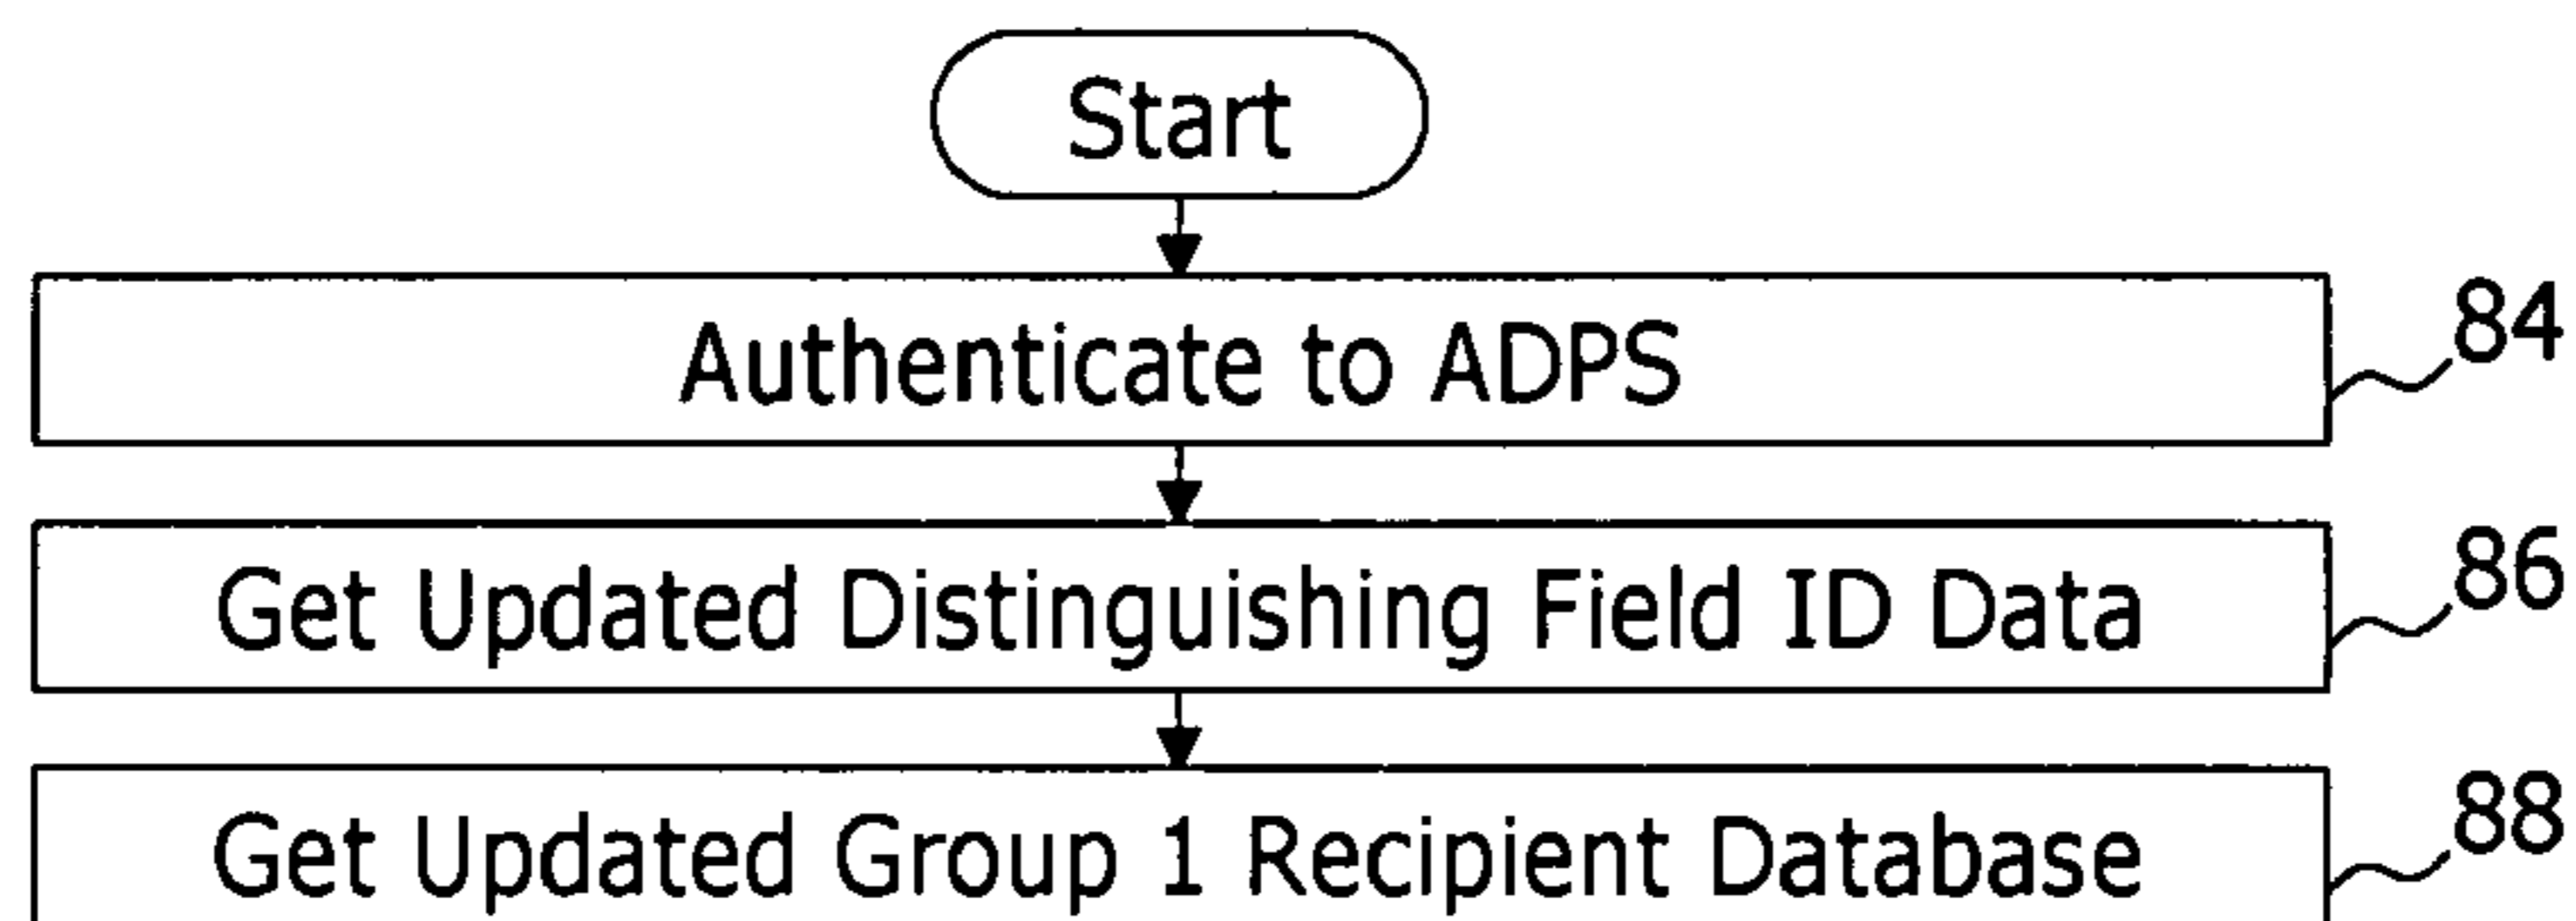 Start
Authenticate to ADPS
84
Get Updated Distinguishing Field ID Data
86
Get Updated Group 1 Recipient Database
88